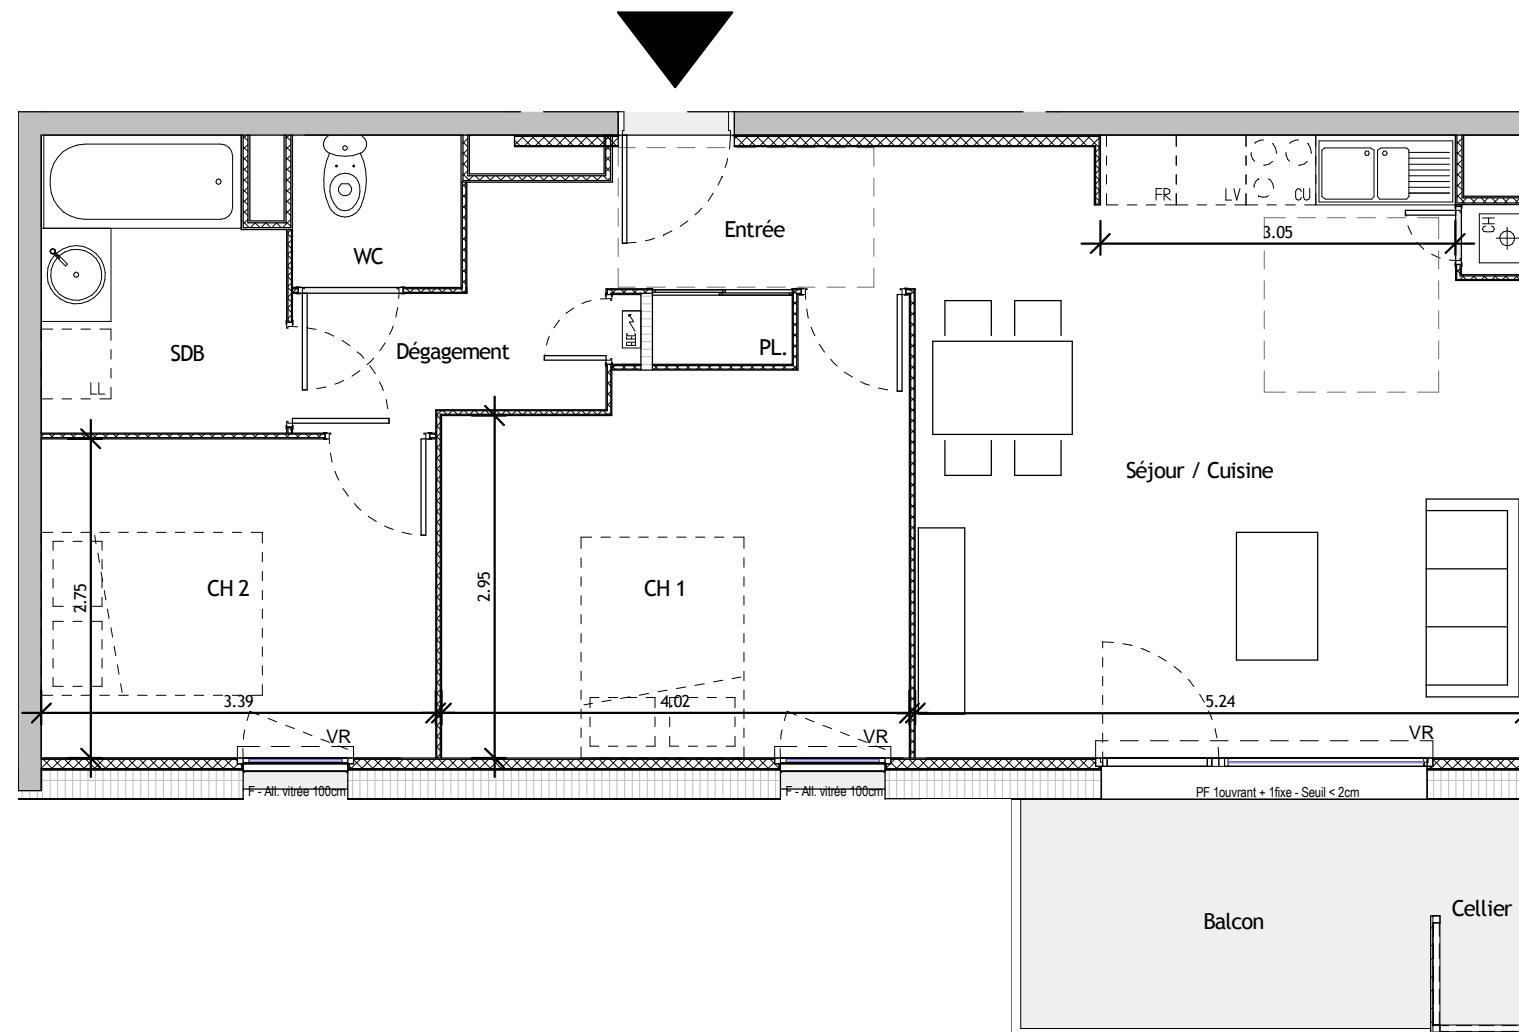 FR
LV
CU
CH
Entrée
3.05
WC
ELEC
PL.
SDB
Dégagement
LL
Séjour / Cuisine
CH 2
2.75
2.95
CH 1
3.39
4.02
5.24
VR
VR
VR
F - All. vitrée 100cm
F - All. vitrée 100cm
PF 1ouvrant + 1fixe - Seuil < 2cm
Balcon
Cellier